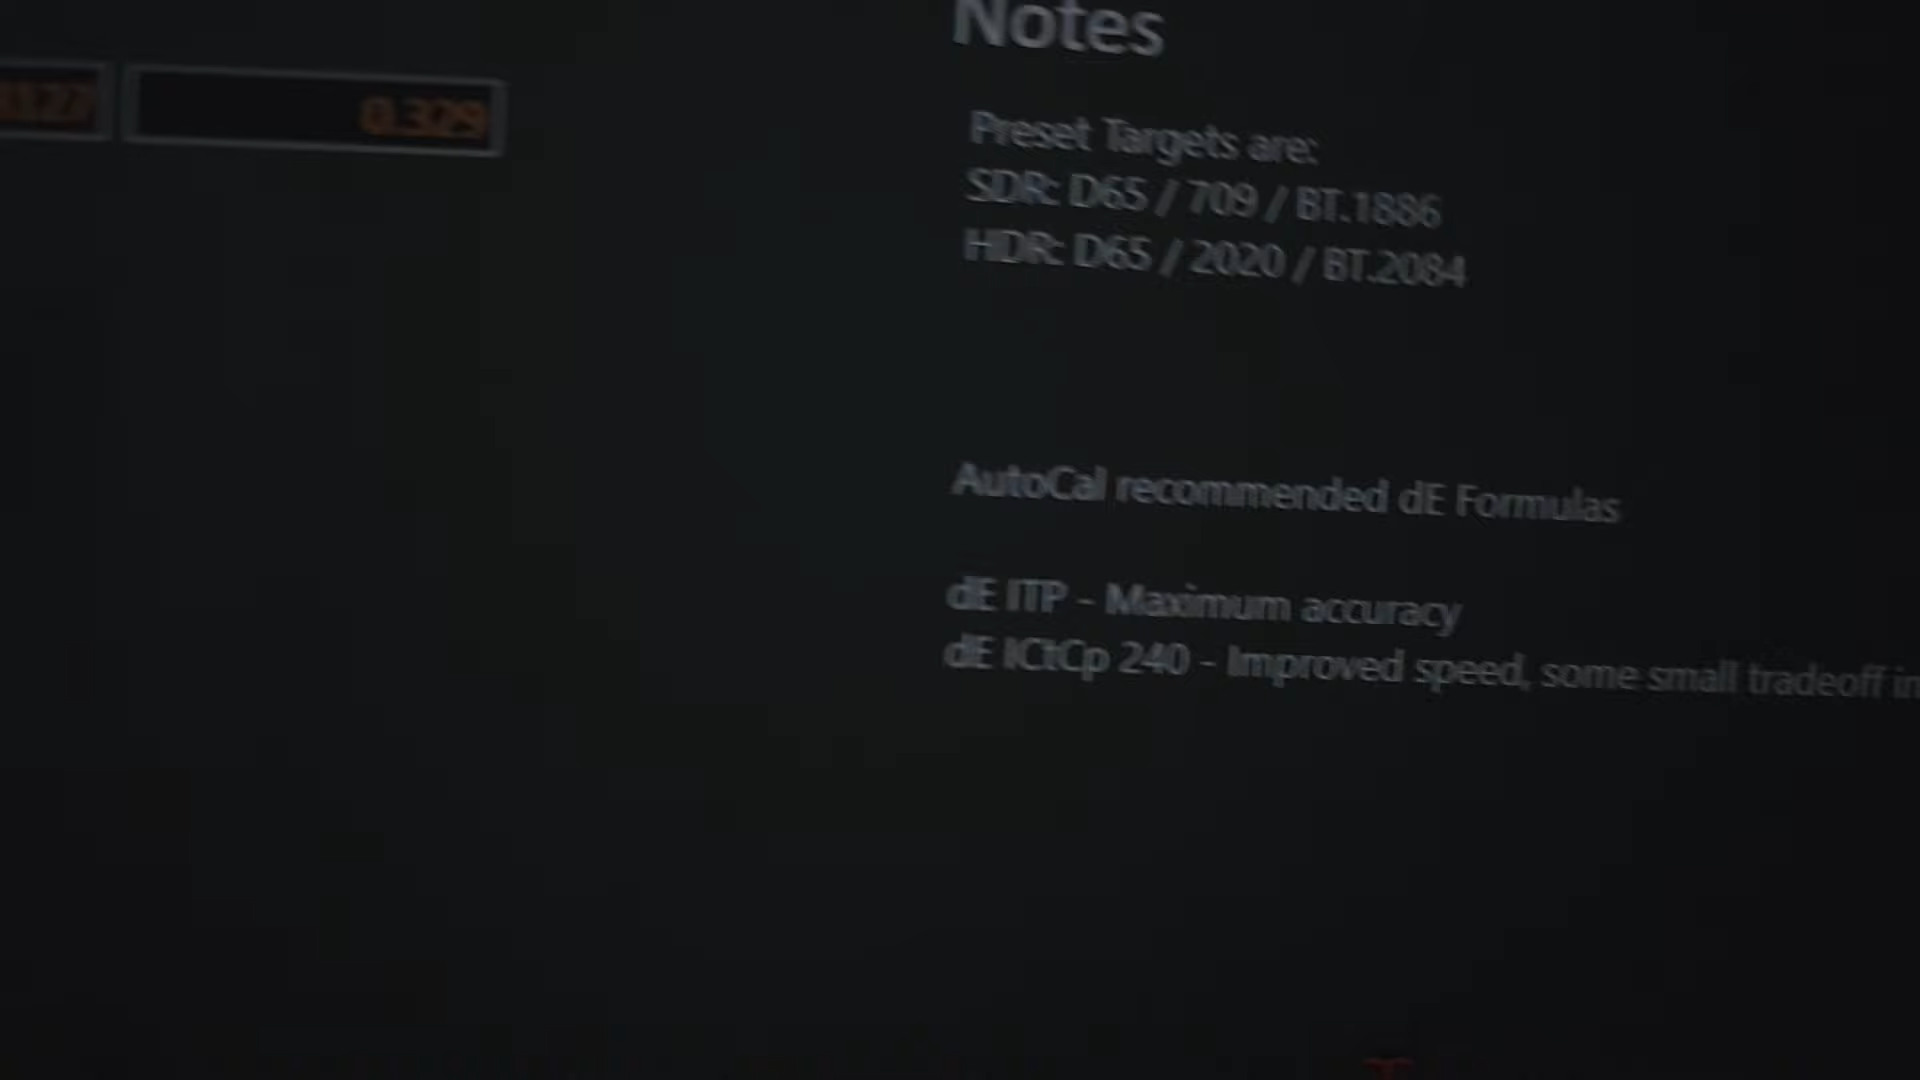 Notes
0.329
Preset Targets are:
SDR: D65 / 709 / BT.1886
HDR: D65 / 2020 / BT.2084
AutoCal recommended dE Formulas
dE ITP - Maximum accuracy
dE ICtCp 240 - Improved speed, some small tradeoff in